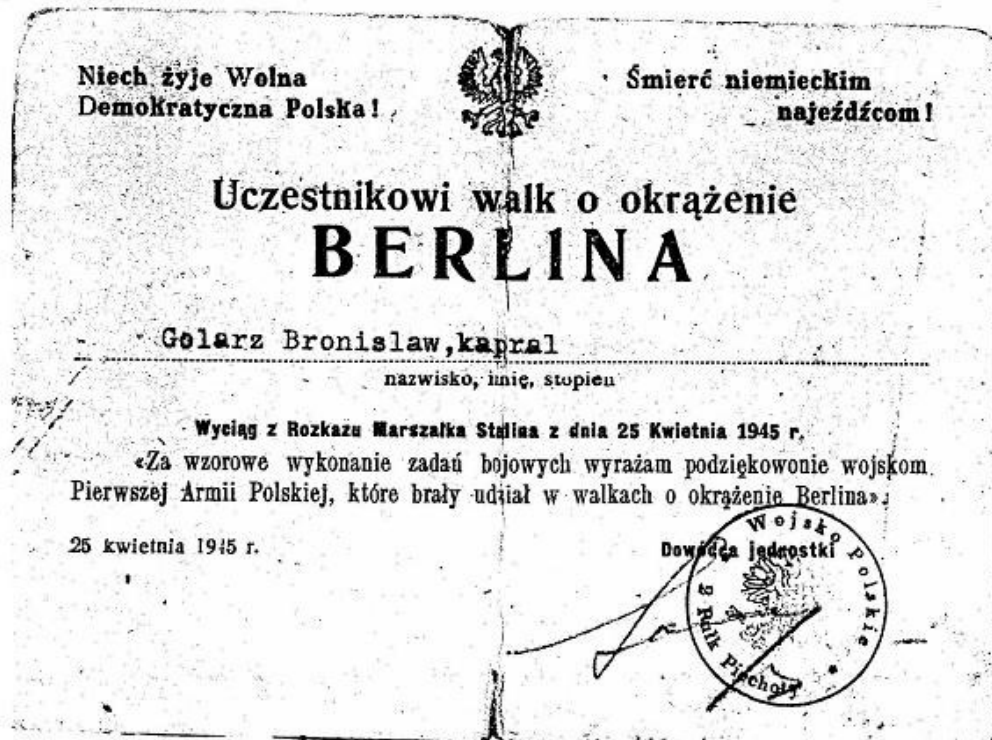 Niech żyje Wolna
Demokratyczna Polska!
Śmierć niemieckim
najeźdźcom!
Uczestnikowi walk o okrążenie
BERLINA
Golarz Bronislaw, kapral
nazwisko, imię, stopień
Wyciąg z Rozkazu Marszałka Stalina z dnia 25 Kwietnia 1945 r.
«Za wzorowe wykonanie zadań bojowych wyrażam podziękowonie wojskom
Pierwszej Armii Polskiej, które brały udział w walkach o okrążenie Berlina».
25 kwietnia 1945 r.
Dowódca jednostki
Wojsko Polskie
Pułk Piechoty